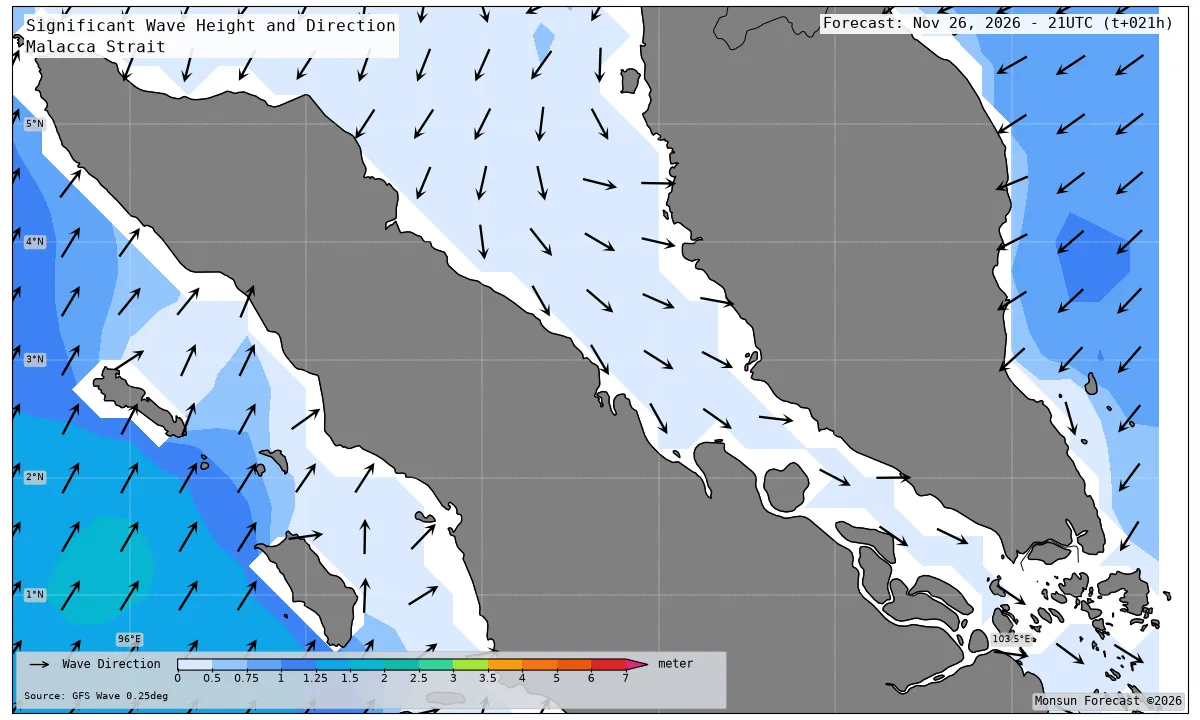 Significant Wave Height and Direction
Malacca Strait
Forecast: Nov 26, 2026 - 21UTC (t+021h)
5°N
4°N
3°N
2°N
1°N
96°E
103.5°E
Wave Direction
0 0.5 0.75 1 1.25 1.5 2 2.5 3 3.5 4 5 6 7
meter
Source: GFS Wave 0.25deg
Monsun Forecast ©2026